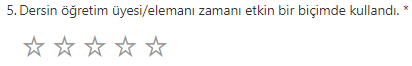 5. Dersin öğretim üyesi/elemanı zamanı etkin bir biçimde kullandı. *